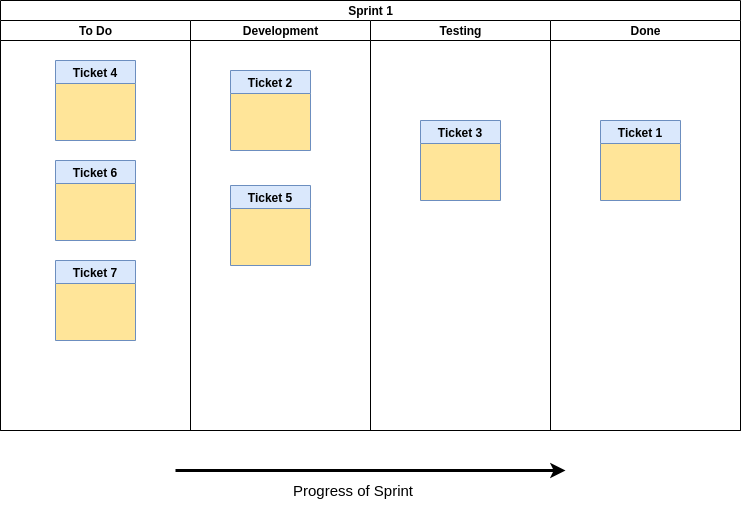 Sprint 1
To Do
Development
Testing
Done
Ticket 4
Ticket 6
Ticket 7
Ticket 2
Ticket 5
Ticket 3
Ticket 1
Progress of Sprint